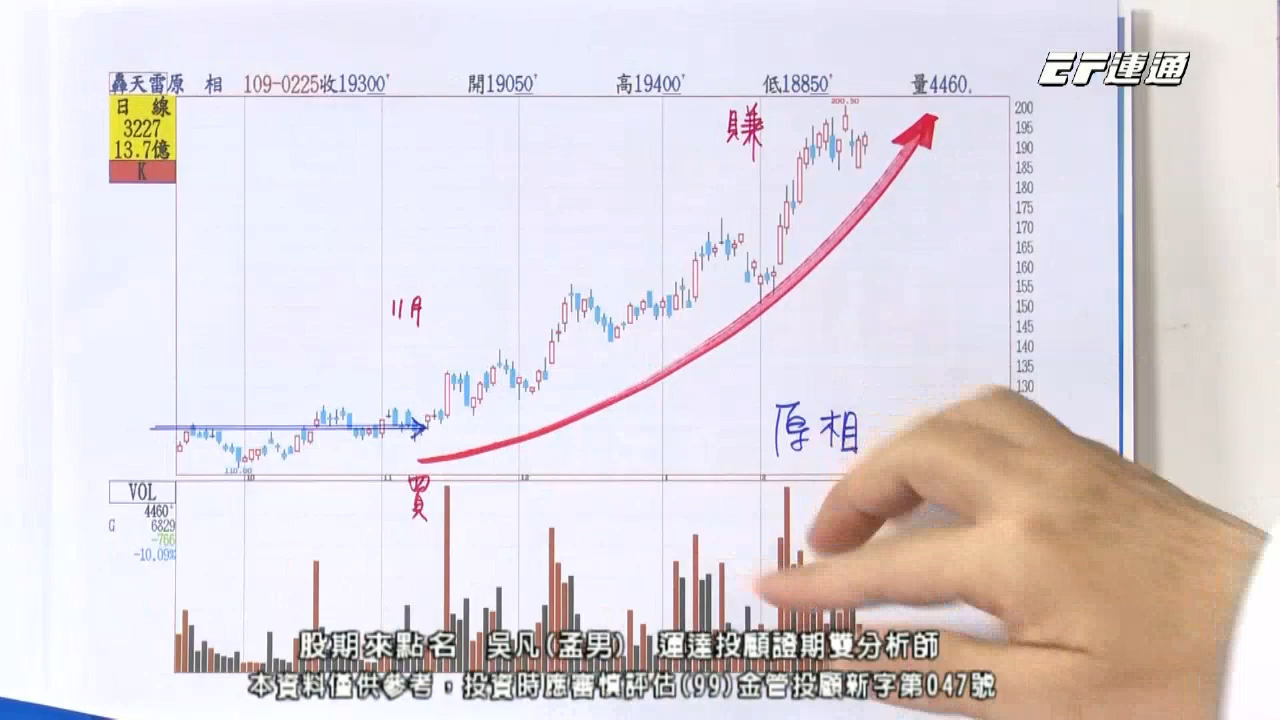 EF運通
轟天雷原 相 109-0225收19300' 開19050' 高19400' 低18850' 量4460.
日 線
3227
13.7億
K
200.50
200
195
190
185
180
175
170
165
160
155
150
145
140
135
130
賺
11月
原相
110.00
10
11
12
1
2
買
VOL
4460'
G 6829
-766
-10.09%
股期來點名 吳凡(孟男) 運達投顧證期雙分析師
本資料僅供參考，投資時應審慎評估(99)金管投顧新字第047號